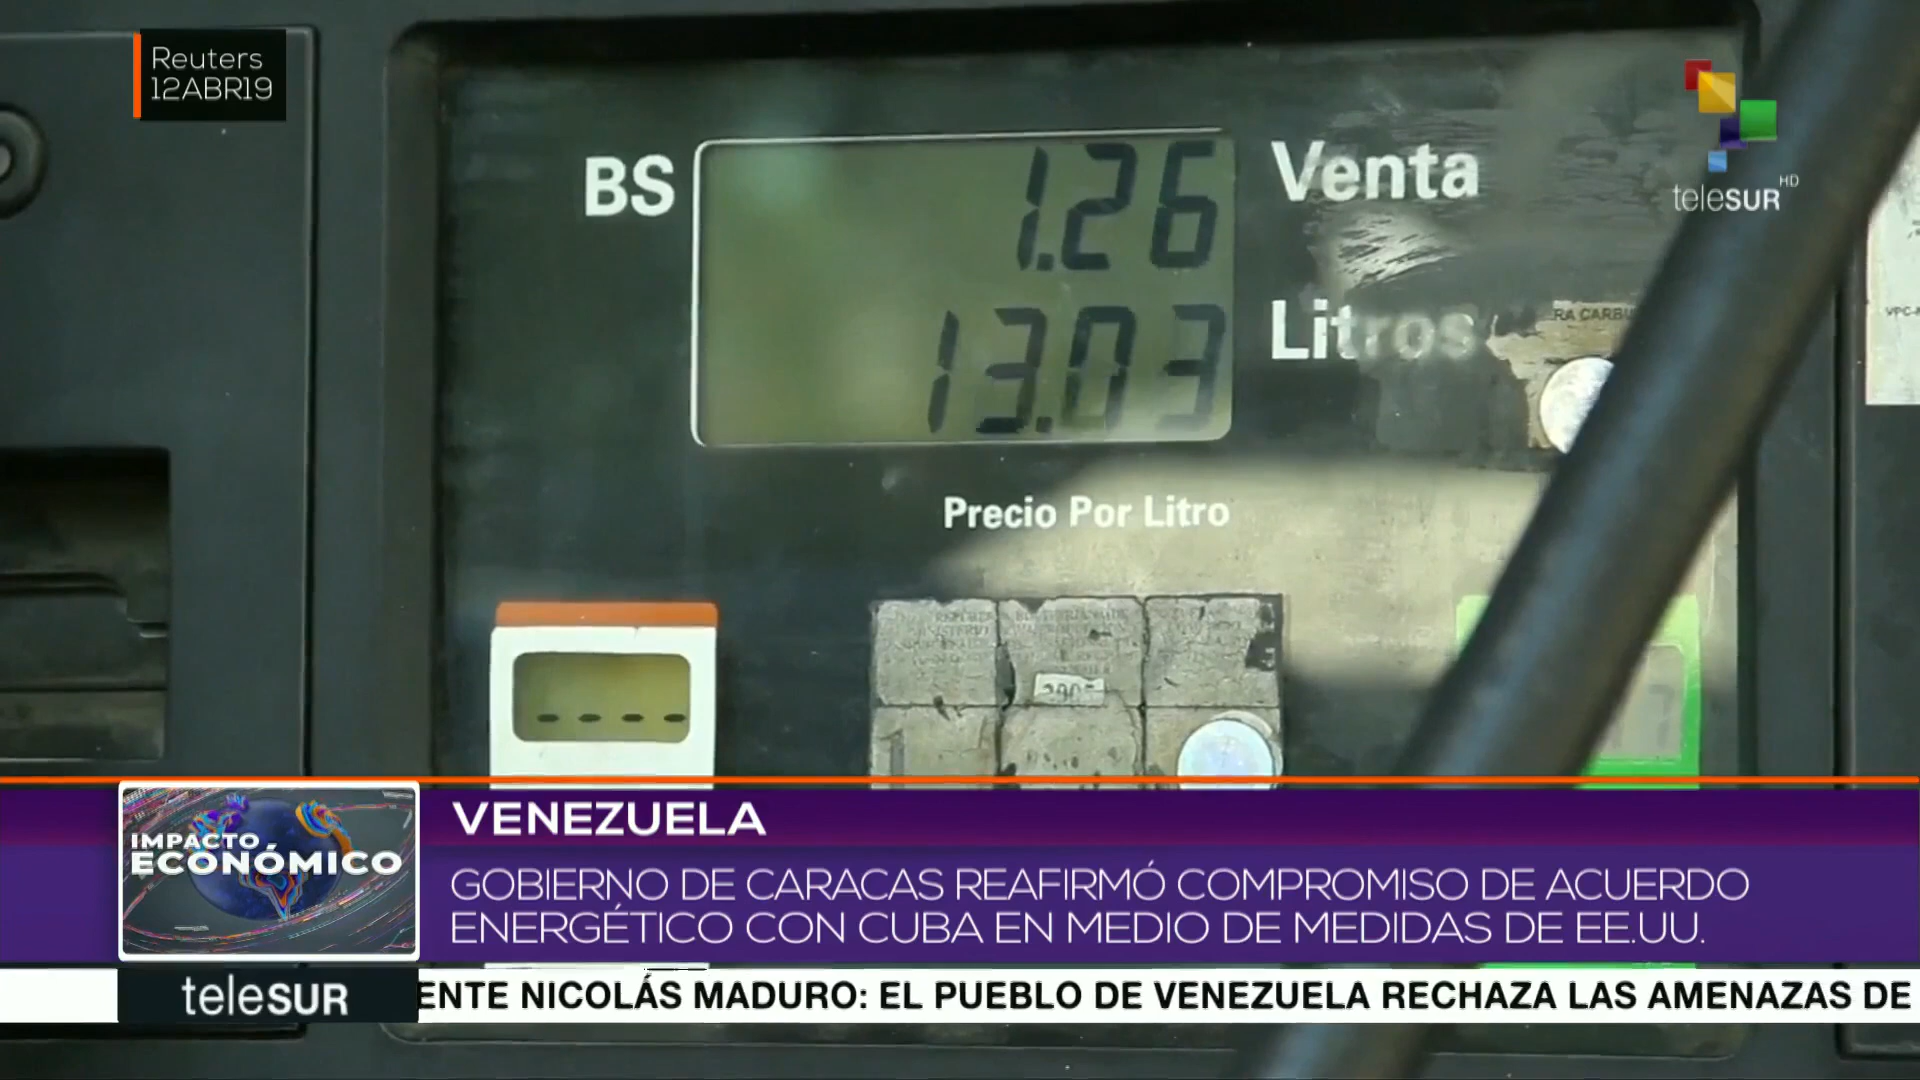 Reuters
12ABR19
telesUR HD
BS
1.26
Venta
13.03
Litros
Precio Por Litro
IMPACTO
ECONÓMICO
VENEZUELA
GOBIERNO DE CARACAS REAFIRMÓ COMPROMISO DE ACUERDO
ENERGÉTICO CON CUBA EN MEDIO DE MEDIDAS DE EE.UU.
teleSUR
ENTE NICOLÁS MADURO: EL PUEBLO DE VENEZUELA RECHAZA LAS AMENAZAS DE